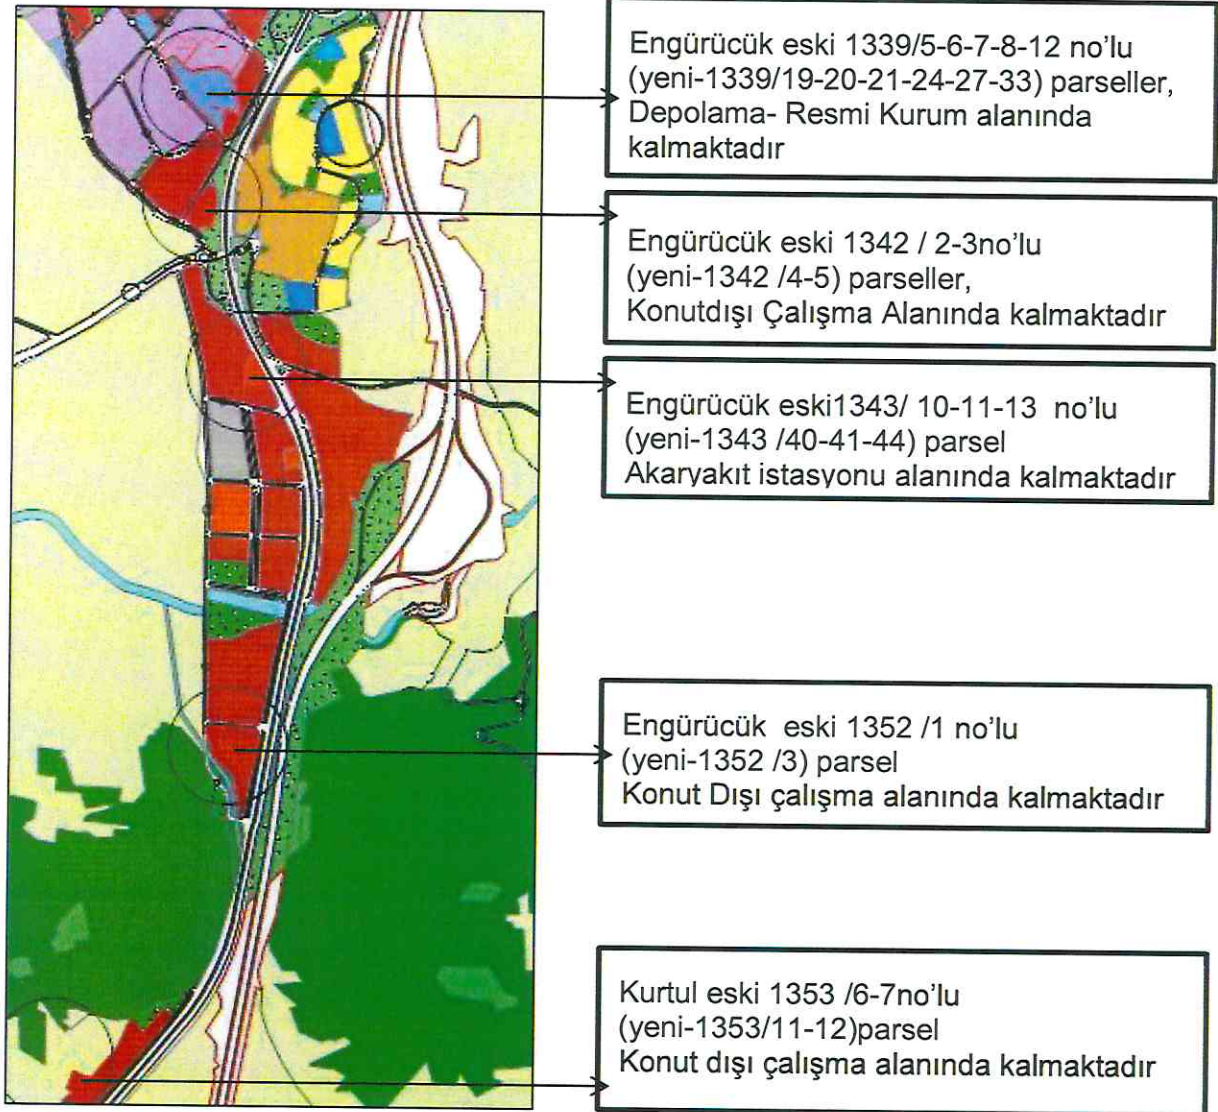 Engürücük eski 1339/5-6-7-8-12 no'lu
(yeni-1339/19-20-21-24-27-33) parseller,
Depolama- Resmi Kurum alanında
kalmaktadır
Engürücük eski 1342 / 2-3no'lu
(yeni-1342 /4-5) parseller,
Konutdışı Çalışma Alanında kalmaktadır
Engürücük eski1343/ 10-11-13 no'lu
(yeni-1343 /40-41-44) parsel
Akaryakıt istasyonu alanında kalmaktadır
Engürücük eski 1352 /1 no'lu
(yeni-1352 /3) parsel
Konut Dışı çalışma alanında kalmaktadır
Kurtul eski 1353 /6-7no'lu
(yeni-1353/11-12)parsel
Konut dışı çalışma alanında kalmaktadır